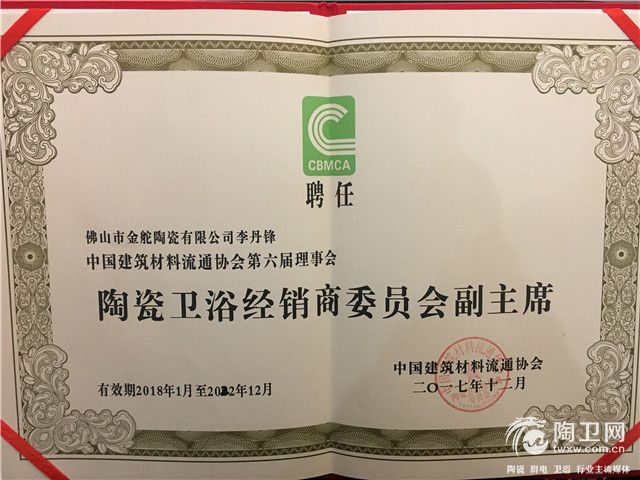 CBMCA
聘任
佛山市金舵陶瓷有限公司李丹锋
中国建筑材料流通协会第六届理事会
陶瓷卫浴经销商委员会副主席
中国建筑材料流通协会
二〇一七年十二月
有效期2018年1月至2022年12月
陶卫网
www.twxw.com.cn
陶瓷 厨电 卫浴 行业主流媒体